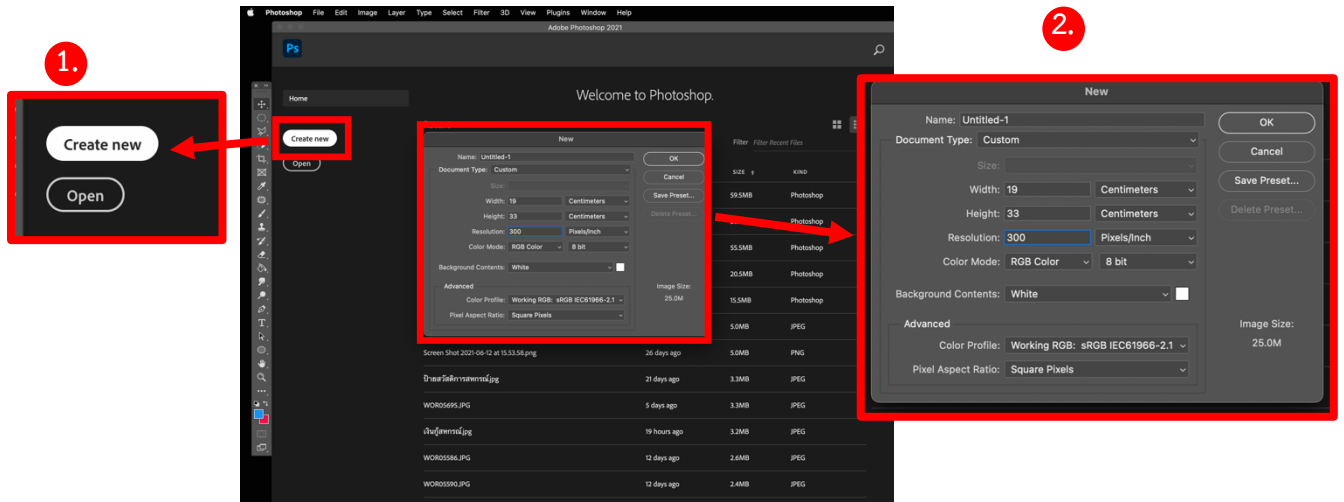 Photoshop File Edit Image Layer Type Select Filter 3D View Plugins Window Help
Adobe Photoshop 2021
Ps
1.
2.
Create new
Open
Home
Welcome to Photoshop.
Create new
Open
Filter Filter Recent Files
SIZE KIND
59.5MB Photoshop
Photoshop
55.5MB Photoshop
20.5MB Photoshop
15.5MB Photoshop
5.0MB JPEG
New
Name: Untitled-1
Document Type: Custom
Size:
Width: 19 Centimeters
Height: 33 Centimeters
Resolution: 300 Pixels/Inch
Color Mode: RGB Color 8 bit
Background Contents: White
Advanced
Color Profile: Working RGB: sRGB IEC61966-2.1
Pixel Aspect Ratio: Square Pixels
OK
Cancel
Save Preset...
Delete Preset...
Image Size:
25.0M
Screen Shot 2021-06-12 at 15.53.58.png 26 days ago 5.0MB PNG
ป้ายสวัสดิการสหกรณ์.jpg 21 days ago 3.3MB JPEG
WOR05695.JPG 5 days ago 3.3MB JPEG
เงินกู้สหกรณ์.jpg 19 hours ago 3.2MB JPEG
WOR05586.JPG 12 days ago 2.6MB JPEG
WOR05590.JPG 12 days ago 2.4MB JPEG
New
Name: Untitled-1
Document Type: Custom
Size:
Width: 19 Centimeters
Height: 33 Centimeters
Resolution: 300 Pixels/Inch
Color Mode: RGB Color 8 bit
Background Contents: White
Advanced
Color Profile: Working RGB: sRGB IEC61966-2.1
Pixel Aspect Ratio: Square Pixels
OK
Cancel
Save Preset...
Delete Preset...
Image Size:
25.0M